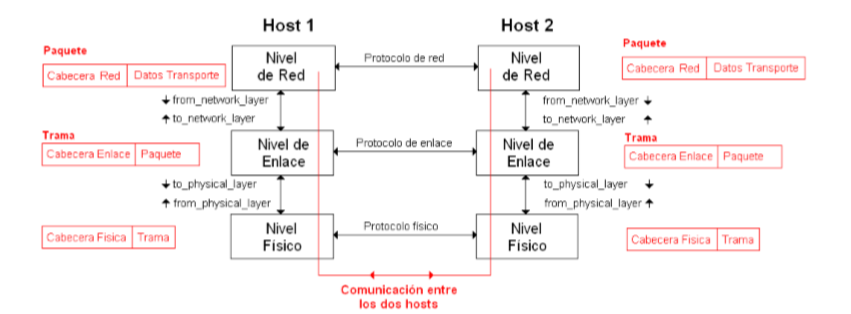 Host 1
Host 2
Paquete
Cabecera Red Datos Transporte
Nivel
de Red
Protocolo de red
Nivel
de Red
Paquete
Cabecera Red Datos Transporte
from_network_layer
to_network_layer
from_network_layer
to_network_layer
Trama
Cabecera Enlace Paquete
Nivel de
Enlace
Protocolo de enlace
Nivel de
Enlace
Trama
Cabecera Enlace Paquete
to_physical_layer
from_physical_layer
to_physical_layer
from_physical_layer
Cabecera Fisica Trama
Nivel
Físico
Protocolo físico
Nivel
Físico
Cabecera Fisica Trama
Comunicación entre
los dos hosts